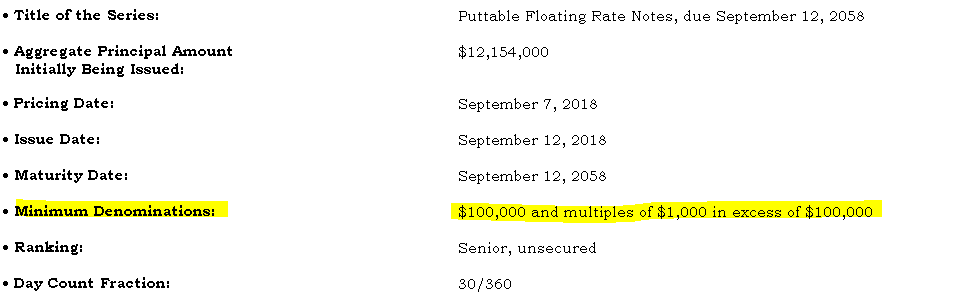 • Title of the Series: Puttable Floating Rate Notes, due September 12, 2058
• Aggregate Principal Amount $12,154,000
Initially Being Issued:
• Pricing Date: September 7, 2018
• Issue Date: September 12, 2018
• Maturity Date: September 12, 2058
• Minimum Denominations: $100,000 and multiples of $1,000 in excess of $100,000
• Ranking: Senior, unsecured
• Day Count Fraction: 30/360